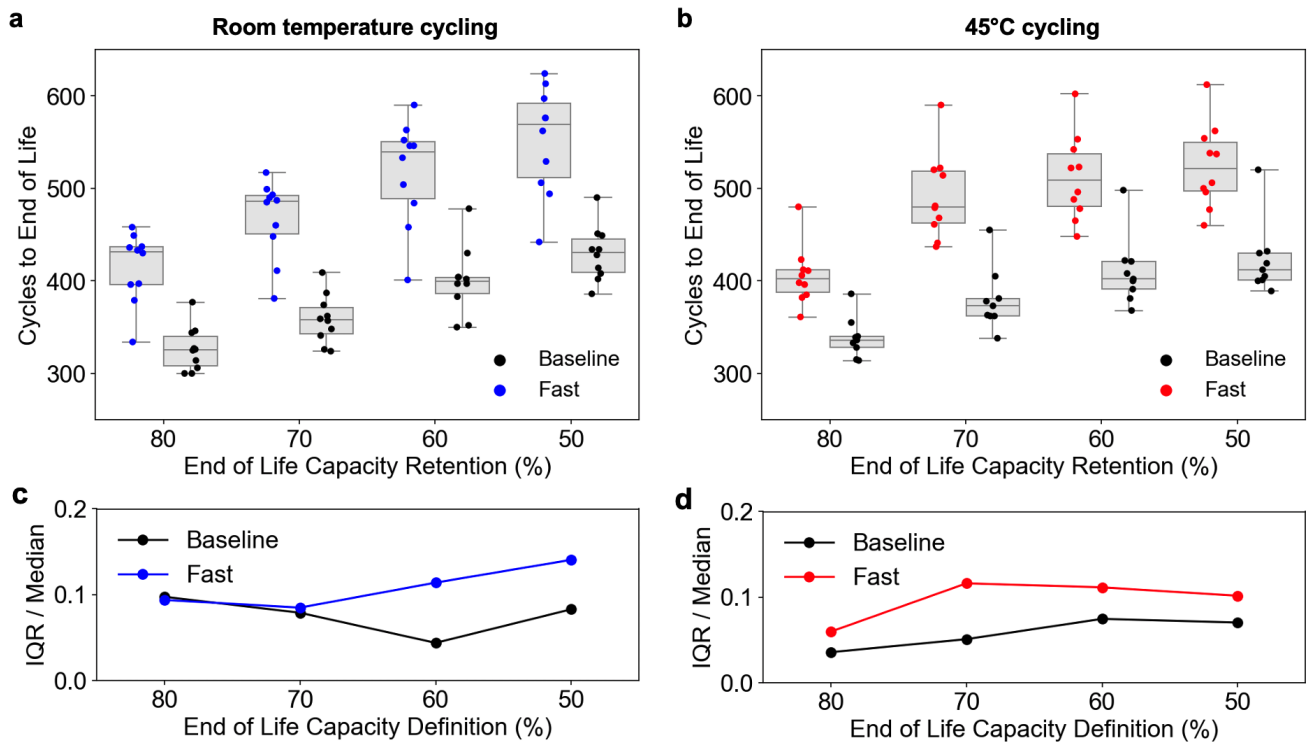 a
Room temperature cycling
Cycles to End of Life
600
500
400
300
Baseline
Fast
80
70
60
50
End of Life Capacity Retention (%)
b
45°C cycling
Cycles to End of Life
600
500
400
300
Baseline
Fast
80
70
60
50
End of Life Capacity Retention (%)
c
IQR / Median
0.2
0.1
0.0
Baseline
Fast
80
70
60
50
End of Life Capacity Definition (%)
d
IQR / Median
0.2
0.1
0.0
Baseline
Fast
80
70
60
50
End of Life Capacity Definition (%)